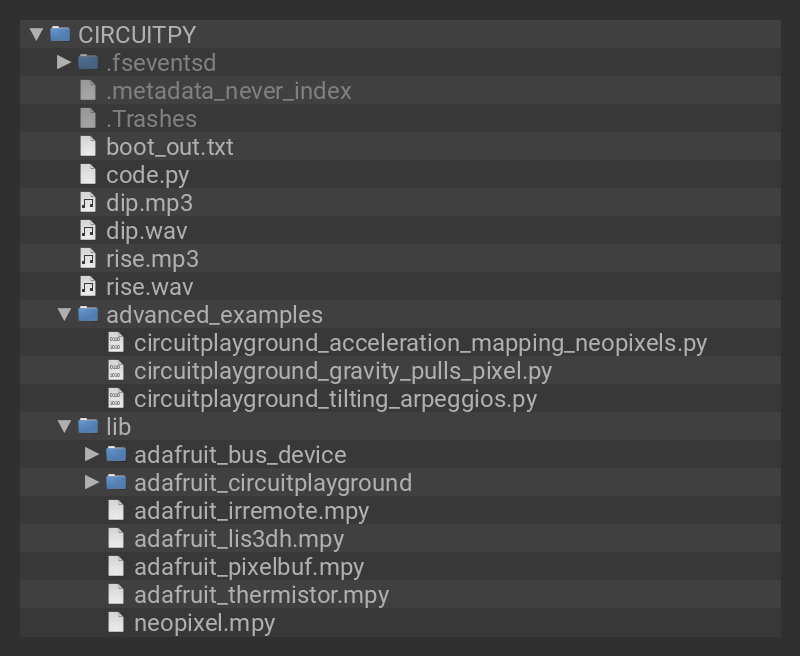 CIRCUITPY
.fseventsd
.metadata_never_index
.Trashes
boot_out.txt
code.py
dip.mp3
dip.wav
rise.mp3
rise.wav
advanced_examples
circuitplayground_acceleration_mapping_neopixels.py
circuitplayground_gravity_pulls_pixel.py
circuitplayground_tilting_arpeggios.py
lib
adafruit_bus_device
adafruit_circuitplayground
adafruit_irremote.mpy
adafruit_lis3dh.mpy
adafruit_pixelbuf.mpy
adafruit_thermistor.mpy
neopixel.mpy